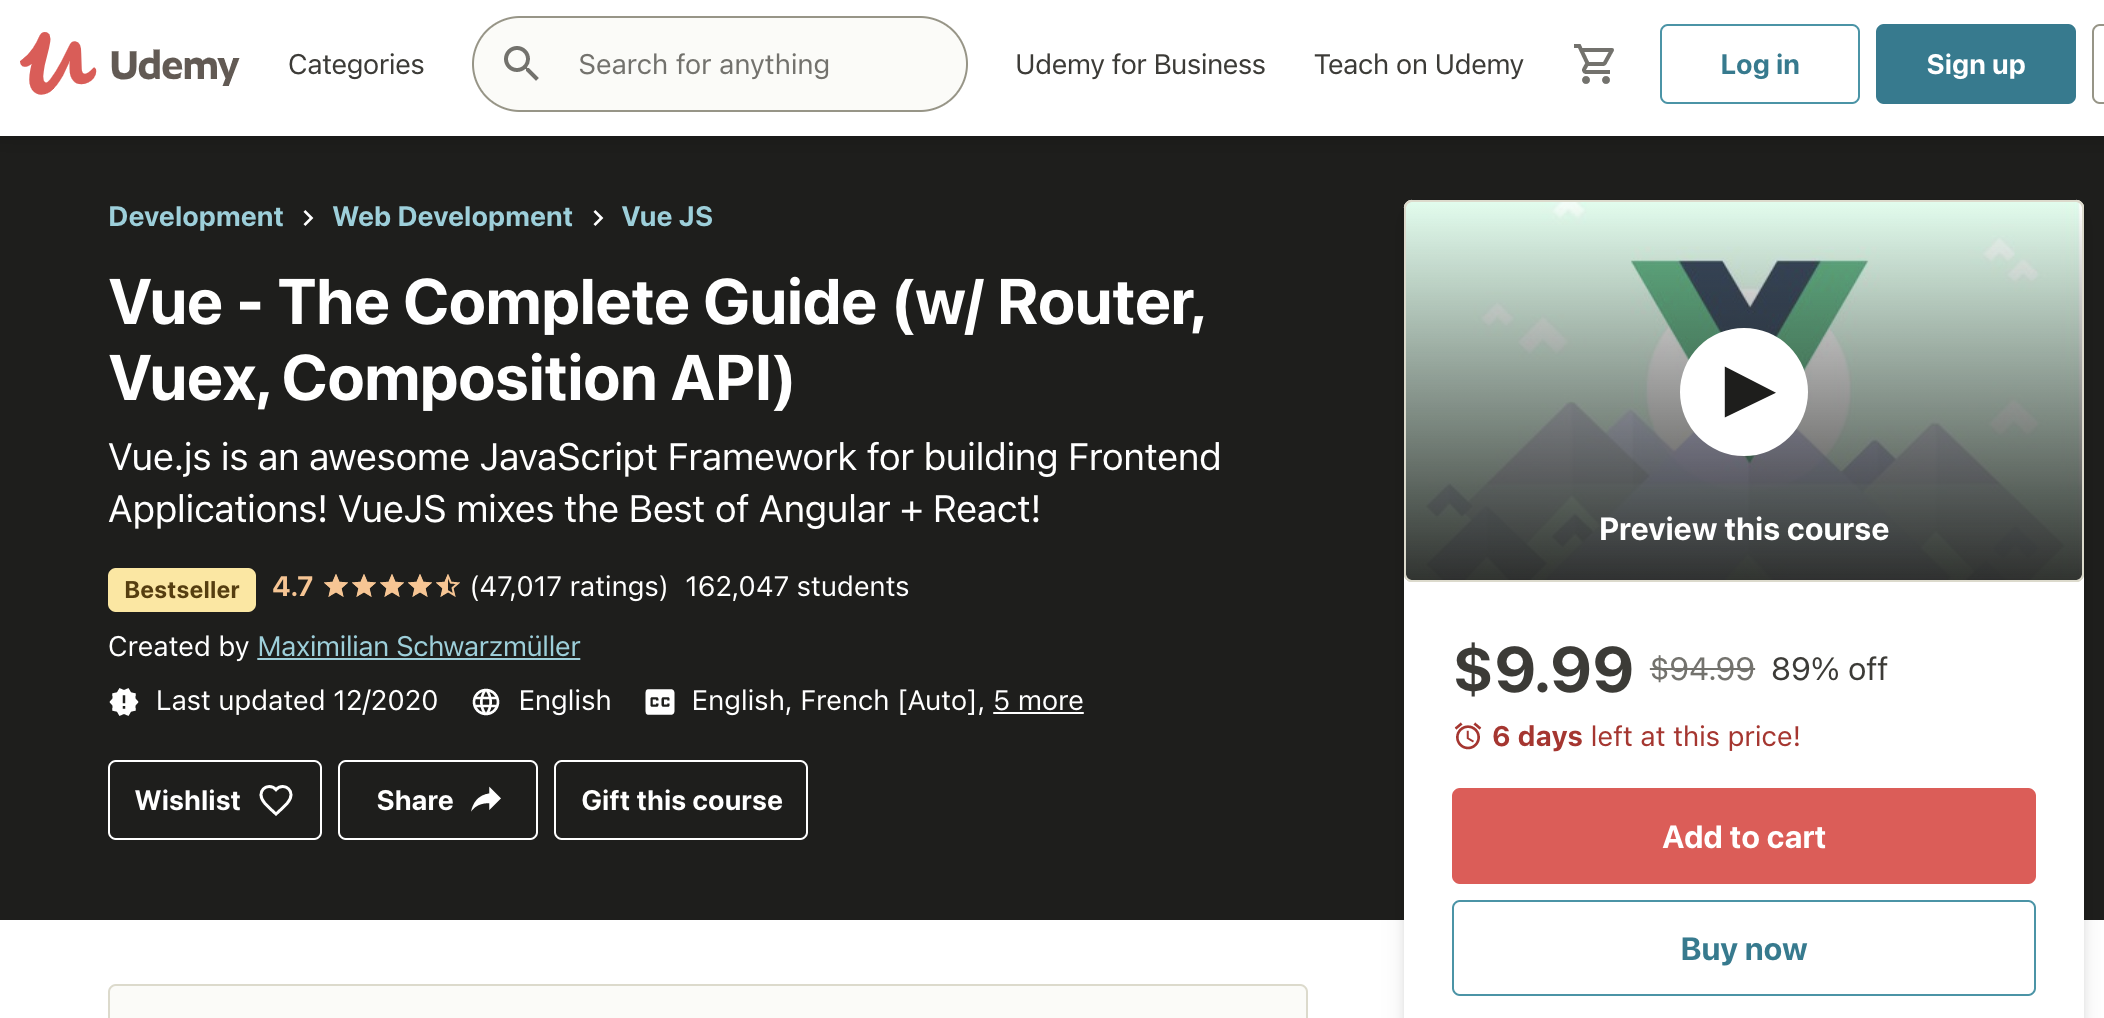 Udemy
Categories
Search for anything
Udemy for Business
Teach on Udemy
Log in
Sign up
Development > Web Development > Vue JS
Vue - The Complete Guide (w/ Router,
Vuex, Composition API)
Vue.js is an awesome JavaScript Framework for building Frontend
Applications! VueJS mixes the Best of Angular + React!
Bestseller 4.7 (47,017 ratings) 162,047 students
Created by Maximilian Schwarzmüller
Last updated 12/2020 English CC English, French [Auto], 5 more
Wishlist
Share
Gift this course
Preview this course
$9.99 $94.99 89% off
6 days left at this price!
Add to cart
Buy now